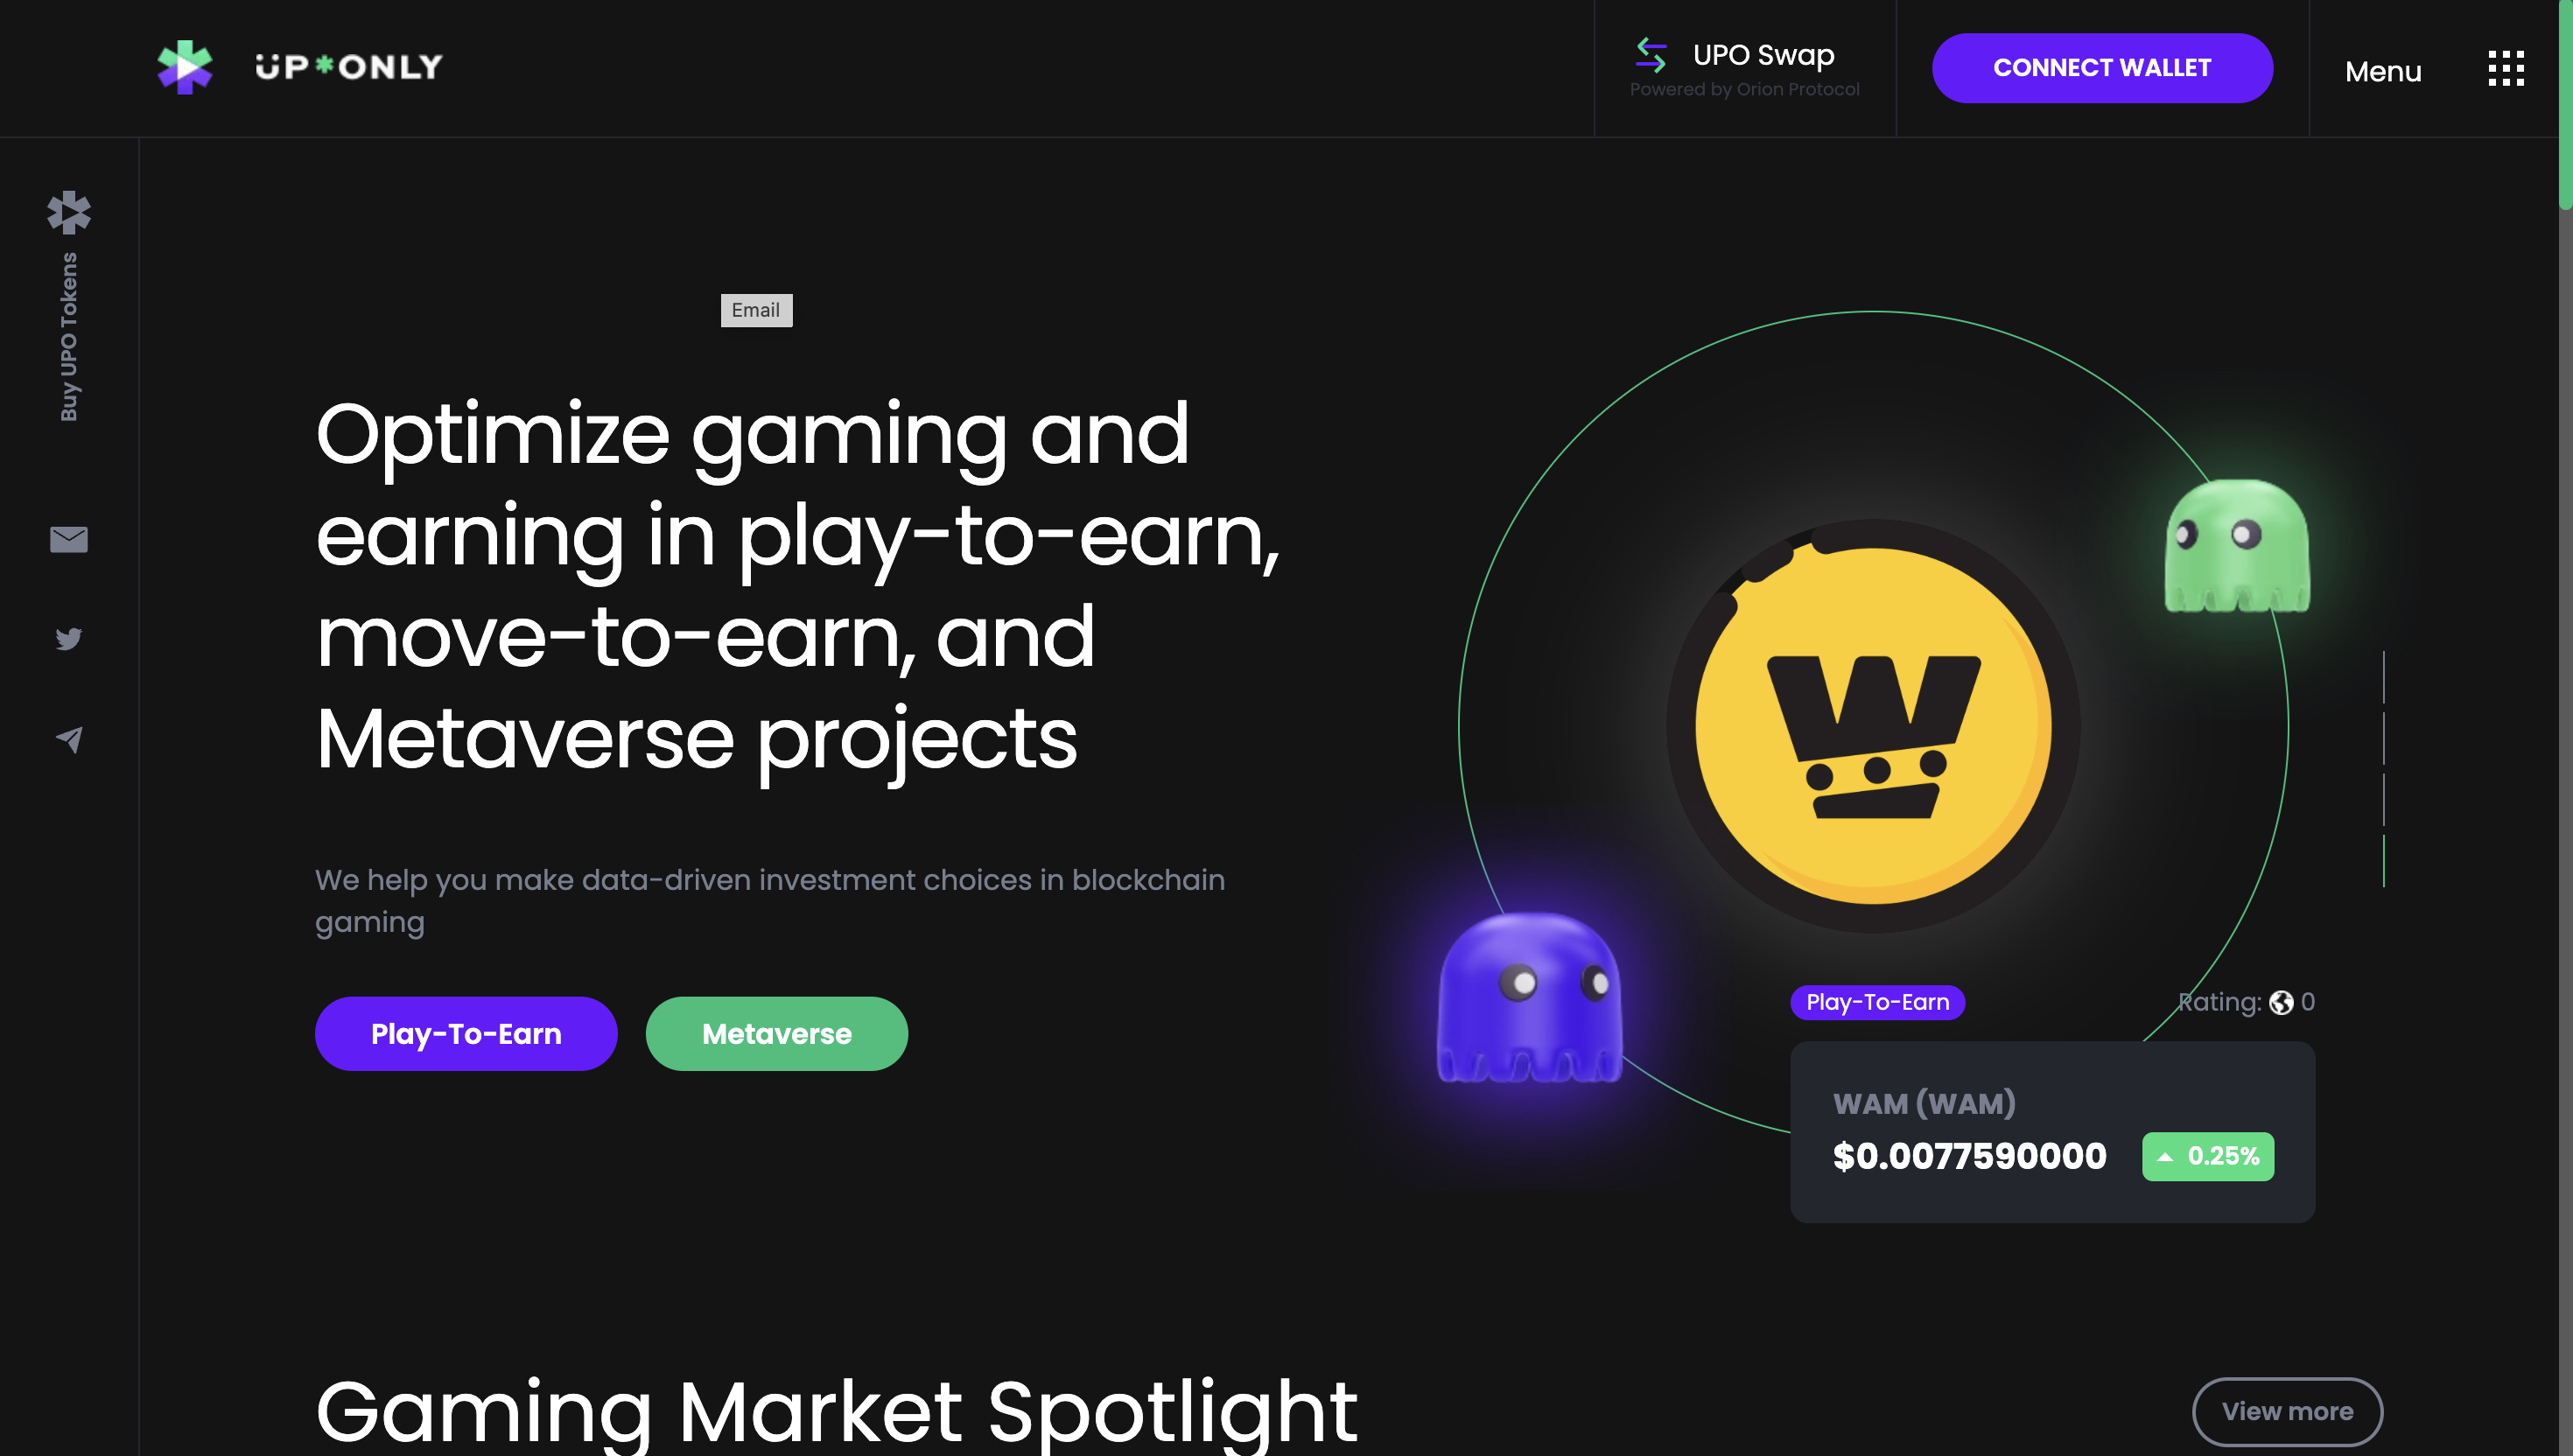 UP*ONLY
UPO Swap
Powered by Orion Protocol
CONNECT WALLET
Menu
Buy UPO Tokens
Email
Optimize gaming and
earning in play-to-earn,
move-to-earn, and
Metaverse projects
We help you make data-driven investment choices in blockchain
gaming
Play-To-Earn
Metaverse
W
Play-To-Earn
Rating: 0
WAM (WAM)
$0.0077590000
0.25%
Gaming Market Spotlight
View more